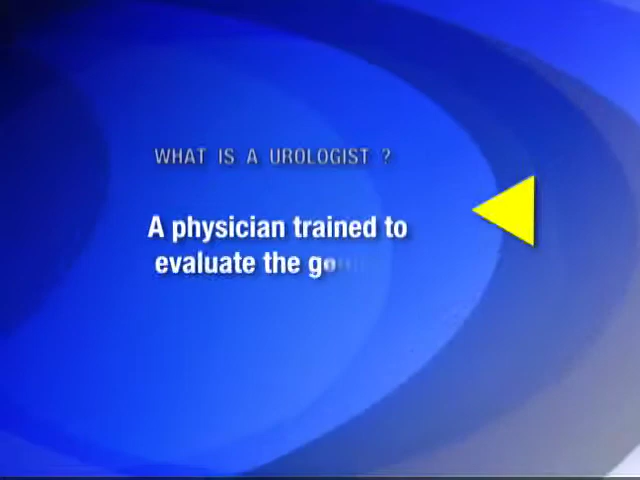 WHAT IS A UROLOGIST ?
A physician trained to
evaluate the